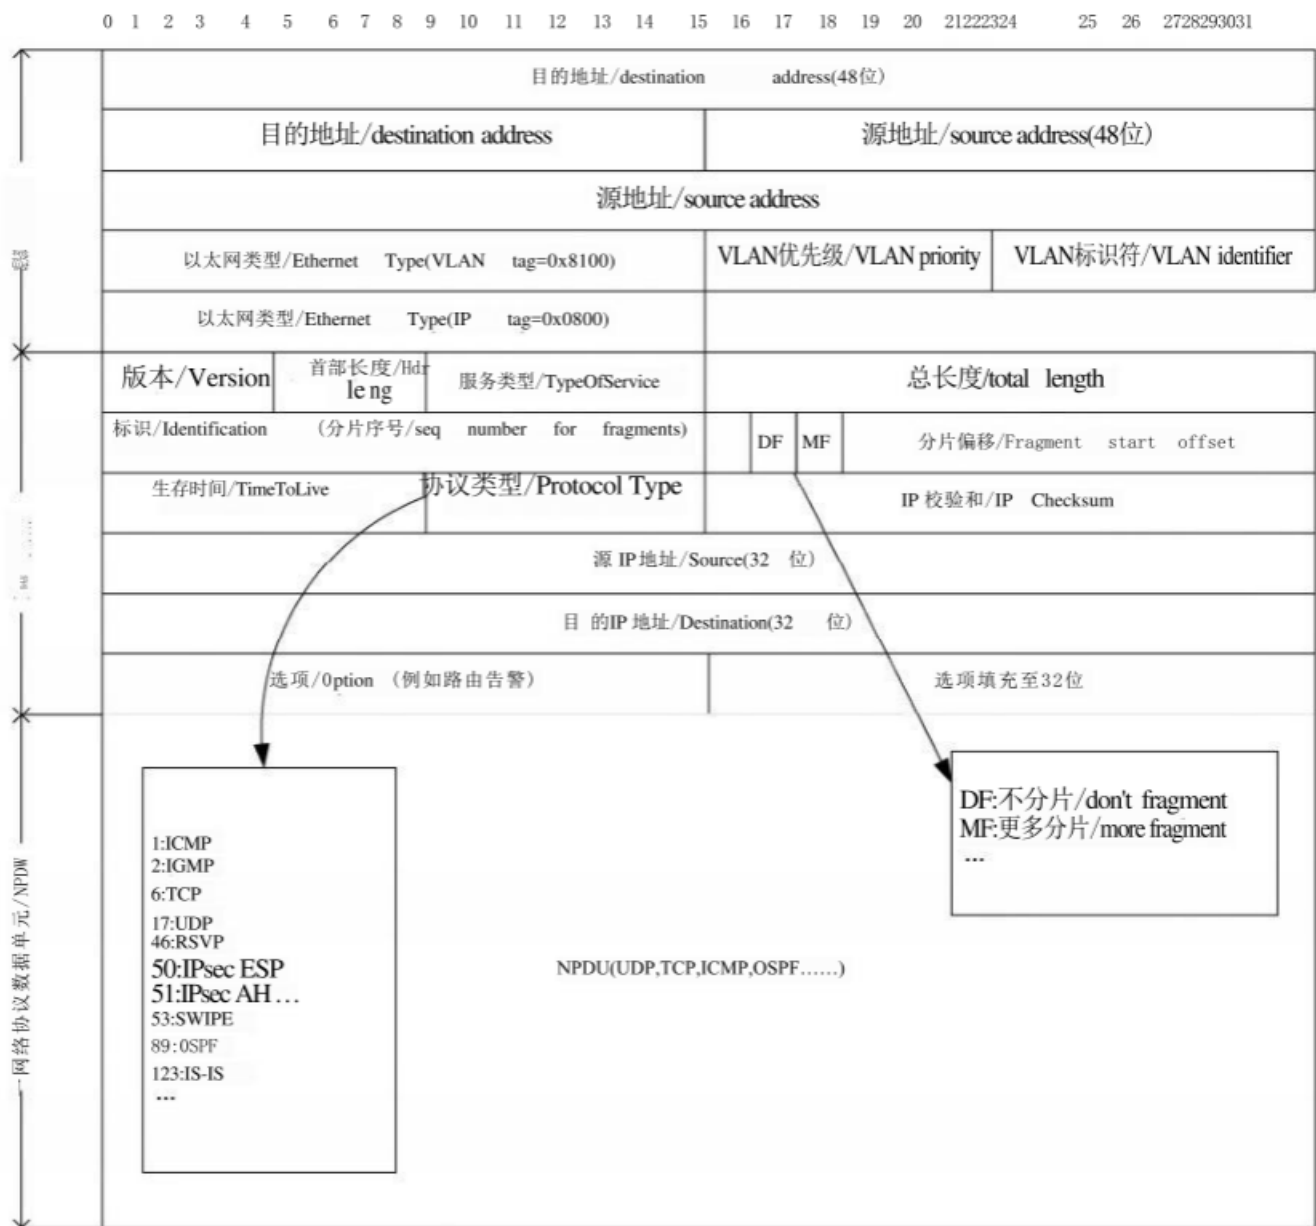 0 1 2 3 4 5 6 7 8 9 10 11 12 13 14 15 16 17 18 19 20 21222324 25 26 2728293031
目的地址/destination address(48位)
目的地址/destination address 源地址/source address(48位)
源地址/source address
以太网类型/Ethernet Type(VLAN tag=0x8100) VLAN优先级/VLAN priority VLAN标识符/VLAN identifier
以太网类型/Ethernet Type(IP tag=0x0800)
版本/Version 首部长度/Hdr leng 服务类型/TypeOfService 总长度/total length
标识/Identification (分片序号/seq number for fragments) DF MF 分片偏移/Fragment start offset
生存时间/TimeToLive 协议类型/Protocol Type IP 校验和/IP Checksum
源 IP 地址/Source(32 位)
目 的IP 地址/Destination(32 位)
选项/0ption (例如路由告警) 选项填充至32位
网络协议数据单元/NPDW
1:ICMP
2:IGMP
6:TCP
17:UDP
46:RSVP
50:IPsec ESP
51:IPsec AH …
53:SWIPE
89:0SPF
123:IS-IS
...
NPDU(UDP,TCP,ICMP,OSPF……)
DF:不分片/don't fragment
MF:更多分片/more fragment
...